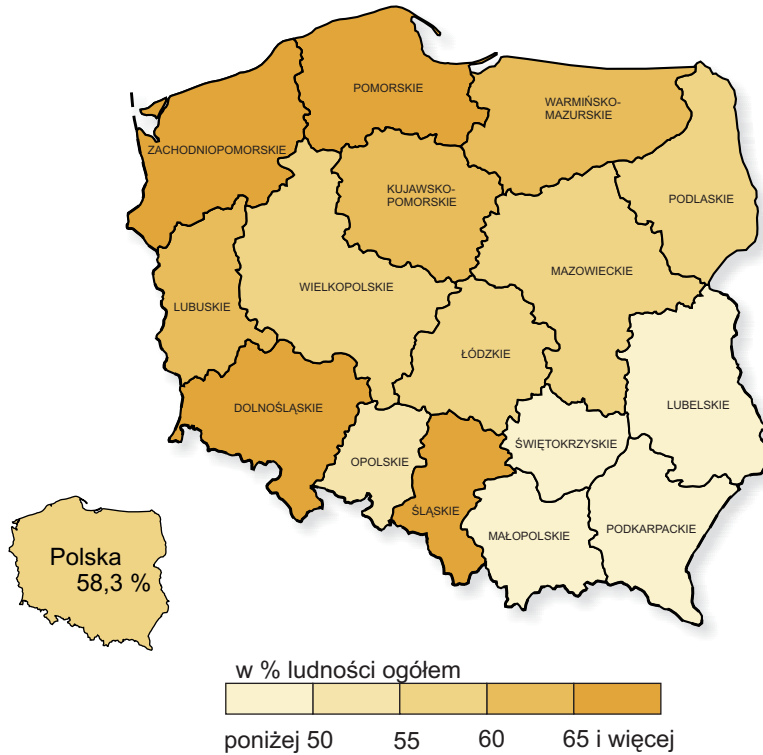 POMORSKIE
WARMIŃSKO-
MAZURSKIE
ZACHODNIOPOMORSKIE
KUJAWSKO-
POMORSKIE
PODLASKIE
MAZOWIECKIE
WIELKOPOLSKIE
LUBUSKIE
ŁÓDZKIE
LUBELSKIE
DOLNOŚLĄSKIE
ŚWIĘTOKRZYSKIE
OPOLSKIE
ŚLĄSKIE
MAŁOPOLSKIE
PODKARPACKIE
Polska
58,3 %
w % ludności ogółem
poniżej 50 55 60 65 i więcej